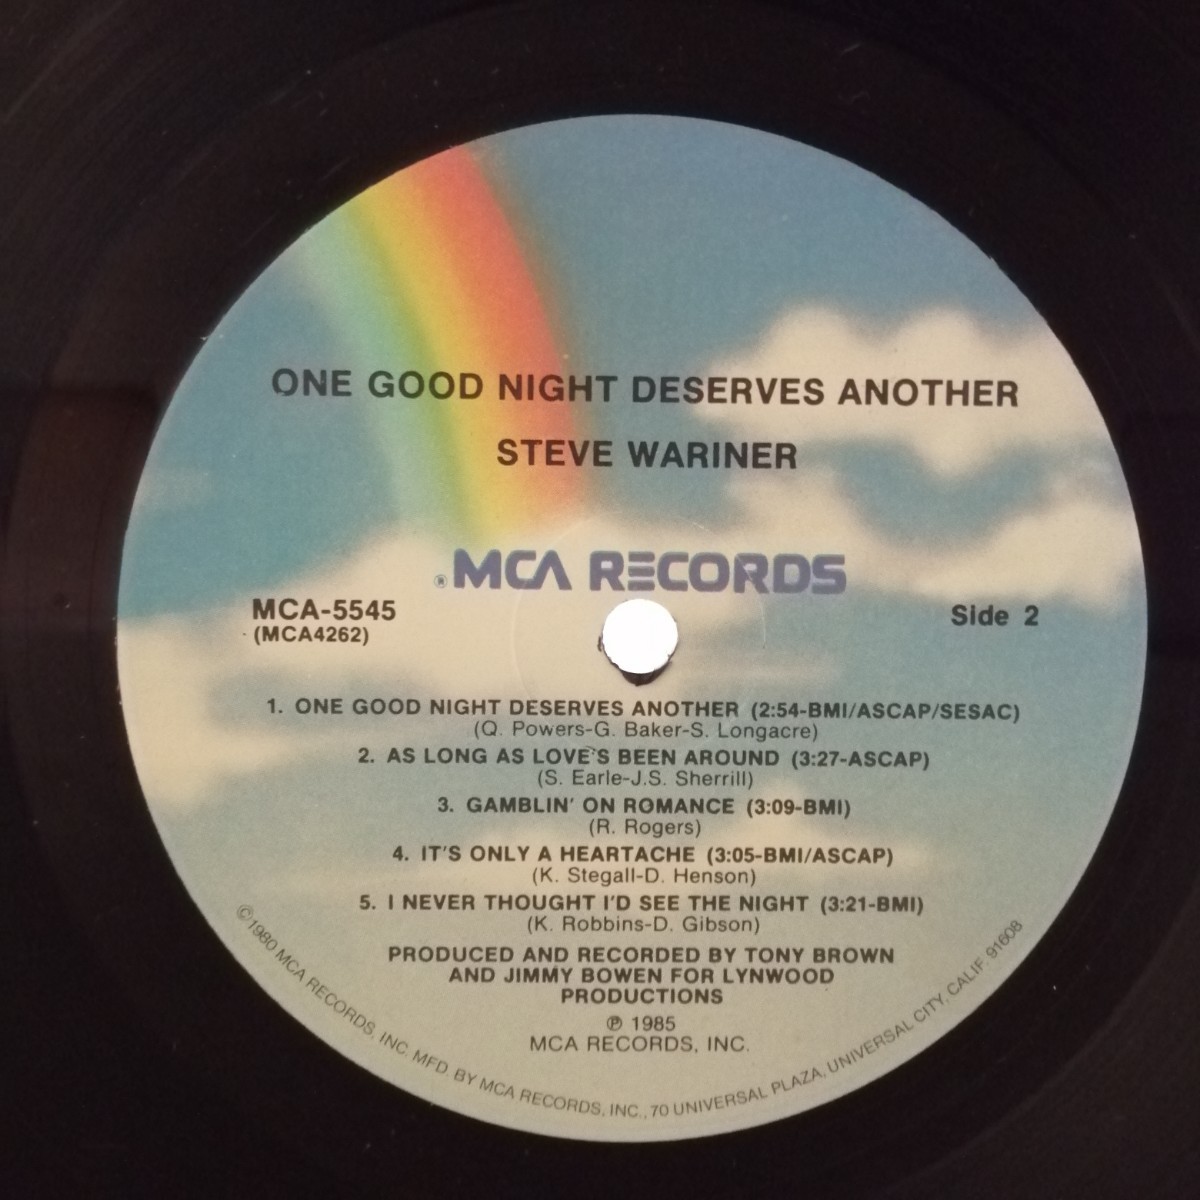 ONE GOOD NIGHT DESERVES ANOTHER
STEVE WARINER
® MCA RECORDS
MCA-5545
(MCA4262)
Side 2
1. ONE GOOD NIGHT DESERVES ANOTHER (2:54-BMI/ASCAP/SESAC)
(Q. Powers-G. Baker-S. Longacre)
2. AS LONG AS LOVE'S BEEN AROUND (3:27-ASCAP)
(S. Earle-J.S. Sherrill)
3. GAMBLIN' ON ROMANCE (3:09-BMI)
(R. Rogers)
4. IT'S ONLY A HEARTACHE (3:05-BMI/ASCAP)
(K. Stegall-D. Henson)
5. I NEVER THOUGHT I'D SEE THE NIGHT (3:21-BMI)
(K. Robbins-D. Gibson)
PRODUCED AND RECORDED BY TONY BROWN
AND JIMMY BOWEN FOR LYNWOOD
PRODUCTIONS
℗ 1985
MCA RECORDS, INC.
©1980 MCA RECORDS, INC. MFD. BY MCA RECORDS, INC., 70 UNIVERSAL PLAZA, UNIVERSAL CITY, CALIF. 91608